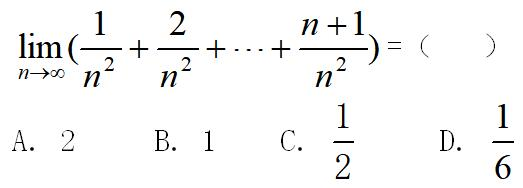 lim_{n→∞}(1/n² + 2/n² + ··· + (n+1)/n²) = (  )
A. 2  B. 1  C. 1/2  D. 1/6